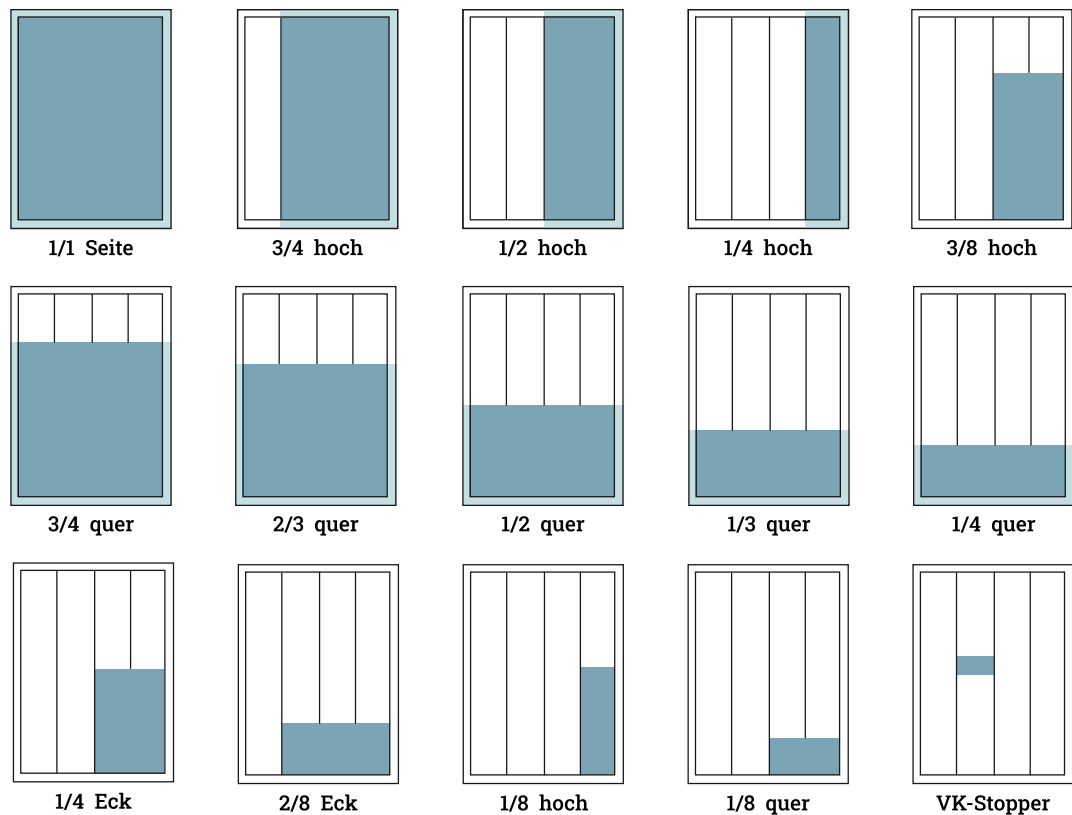 1/1 Seite
3/4 hoch
1/2 hoch
1/4 hoch
3/8 hoch
3/4 quer
2/3 quer
1/2 quer
1/3 quer
1/4 quer
1/4 Eck
2/8 Eck
1/8 hoch
1/8 quer
VK-Stopper